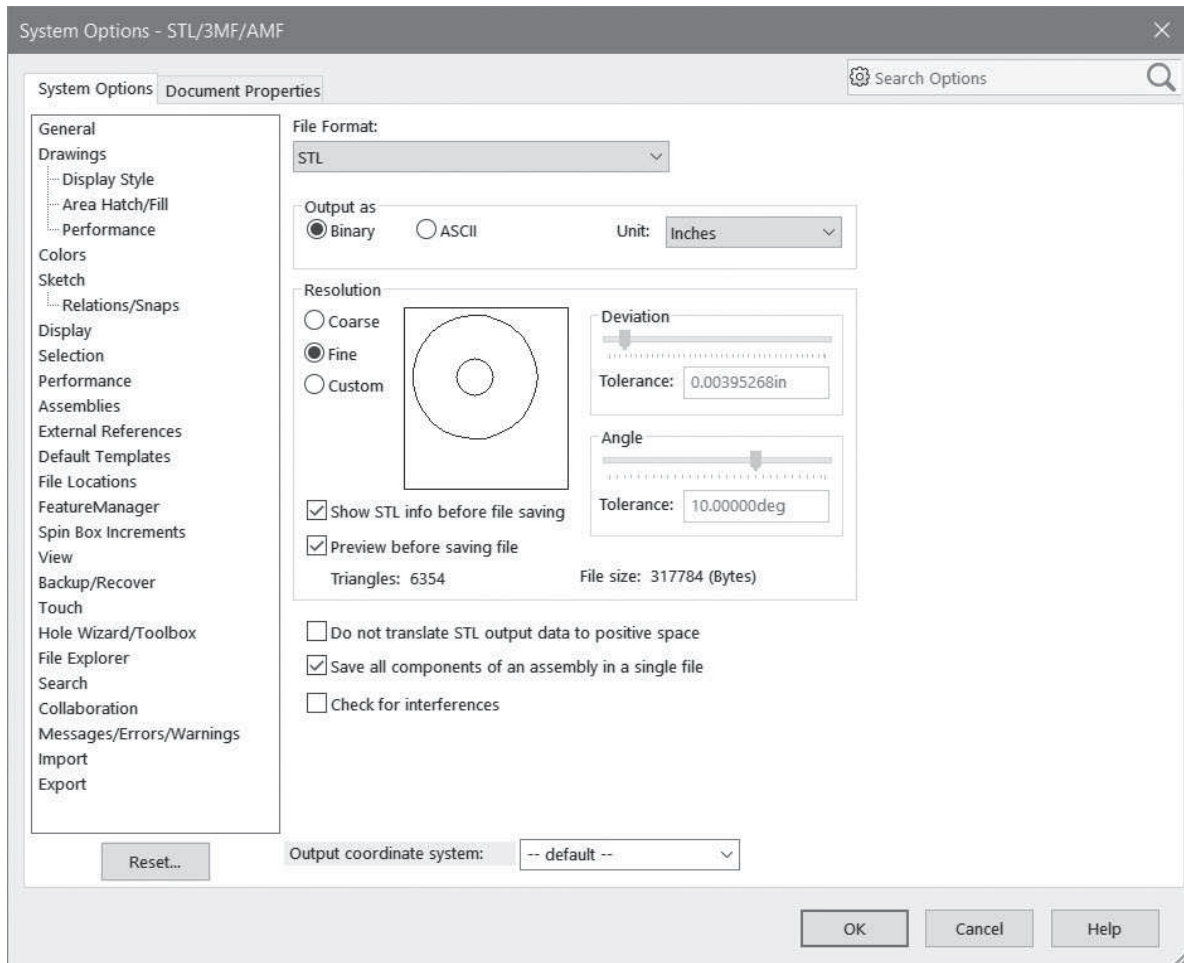 System Options - STL/3MF/AMF
Search Options
System Options Document Properties
General
Drawings
Display Style
Area Hatch/Fill
Performance
Colors
Sketch
Relations/Snaps
Display
Selection
Performance
Assemblies
External References
Default Templates
File Locations
FeatureManager
Spin Box Increments
View
Backup/Recover
Touch
Hole Wizard/Toolbox
File Explorer
Search
Collaboration
Messages/Errors/Warnings
Import
Export
Reset...
File Format:
STL
Output as
Binary ASCII Unit: Inches
Resolution
Coarse
Fine
Custom
Deviation
Tolerance: 0.00395268in
Angle
Tolerance: 10.00000deg
Show STL info before file saving
Preview before saving file
Triangles: 6354 File size: 317784 (Bytes)
Do not translate STL output data to positive space
Save all components of an assembly in a single file
Check for interferences
Output coordinate system: -- default --
OK Cancel Help